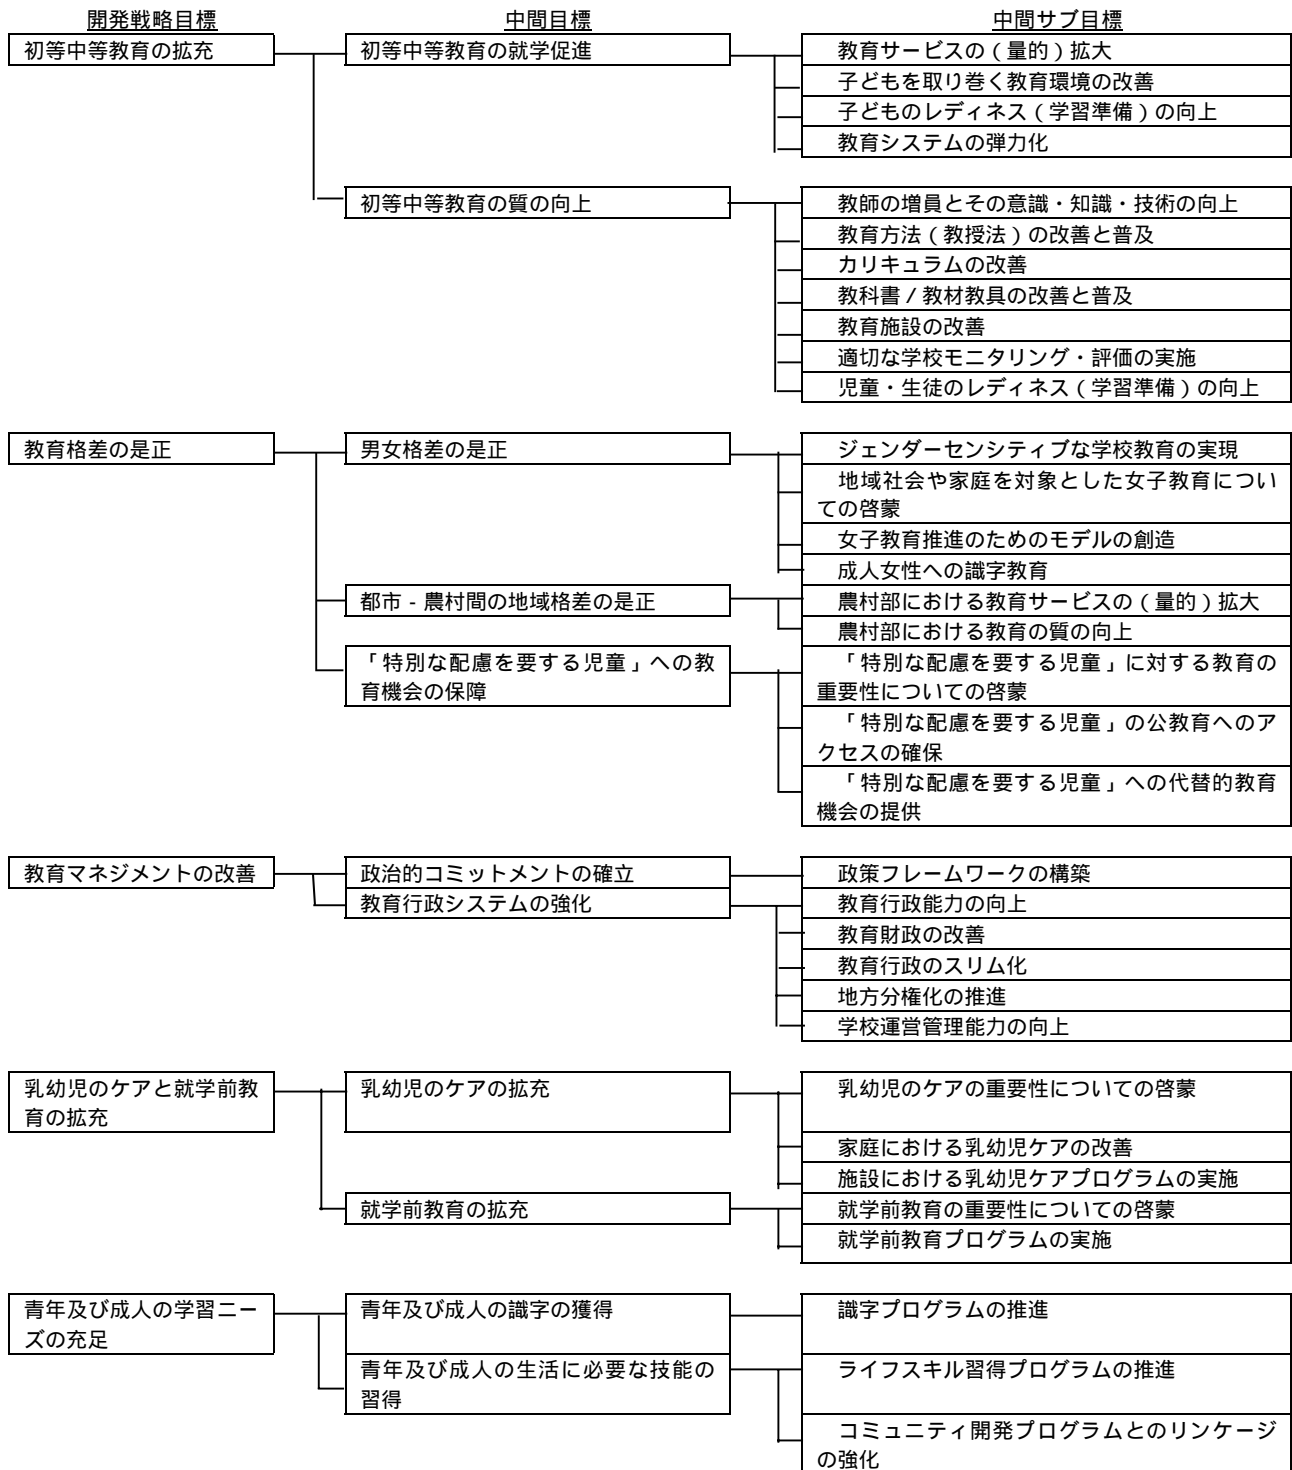 開発戦略目標 中間目標 中間サブ目標
初等中等教育の拡充 初等中等教育の就学促進 教育サービスの(量的)拡大
子どもを取り巻く教育環境の改善
子どものレディネス(学習準備)の向上
教育システムの弾力化
初等中等教育の質の向上 教師の増員とその意識・知識・技術の向上
教育方法(教授法)の改善と普及
カリキュラムの改善
教科書/教材教具の改善と普及
教育施設の改善
適切な学校モニタリング・評価の実施
児童・生徒のレディネス(学習準備)の向上
教育格差の是正 男女格差の是正 ジェンダーセンシティブな学校教育の実現
地域社会や家庭を対象とした女子教育につい
ての啓蒙
女子教育推進のためのモデルの創造
成人女性への識字教育
都市-農村間の地域格差の是正 農村部における教育サービスの(量的)拡大
農村部における教育の質の向上
「特別な配慮を要する児童」への教 「特別な配慮を要する児童」に対する教育の
育機会の保障 重要性についての啓蒙
「特別な配慮を要する児童」の公教育へのア
クセスの確保
「特別な配慮を要する児童」への代替的教育
機会の提供
教育マネジメントの改善 政治的コミットメントの確立 政策フレームワークの構築
教育行政システムの強化 教育行政能力の向上
教育財政の改善
教育行政のスリム化
地方分権化の推進
学校運営管理能力の向上
乳幼児のケアと就学前教 乳幼児のケアの拡充 乳幼児のケアの重要性についての啓蒙
育の拡充
家庭における乳幼児ケアの改善
施設における乳幼児ケアプログラムの実施
就学前教育の拡充 就学前教育の重要性についての啓蒙
就学前教育プログラムの実施
青年及び成人の学習ニー 青年及び成人の識字の獲得 識字プログラムの推進
ズの充足
青年及び成人の生活に必要な技能の ライフスキル習得プログラムの推進
習得
コミュニティ開発プログラムとのリンケージ
の強化